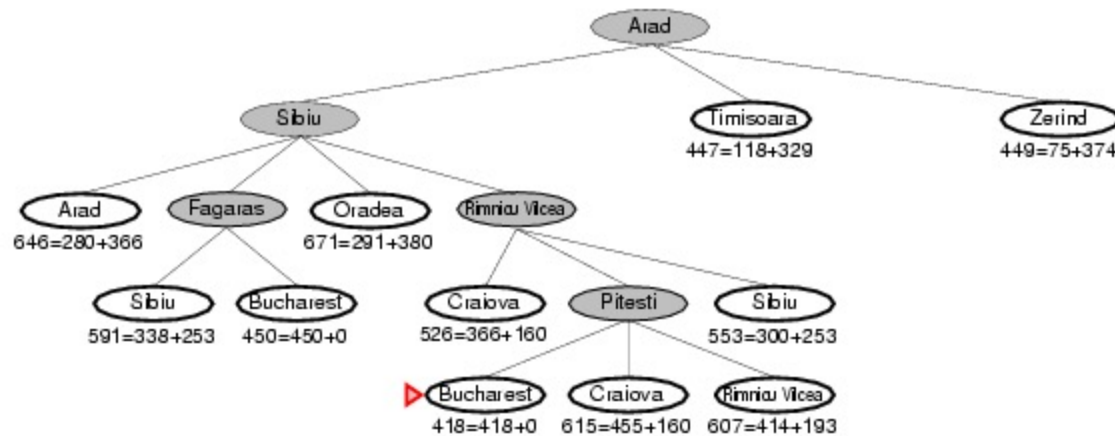 Arad
Sibiu
Timisoara
Zerind
447=118+329
449=75+374
Arad
Fagaras
Oradea
Rimnicu Vilcea
646=280+366
671=291+380
Sibiu
Bucharest
Craiova
Pitesti
Sibiu
591=338+253
450=450+0
526=366+160
553=300+253
Bucharest
Craiova
Rimnicu Vilcea
418=418+0
615=455+160
607=414+193